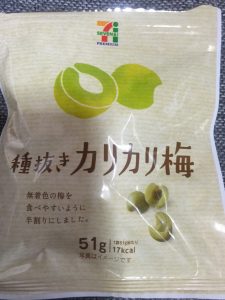 7
SEVEN&i
PREMIUM
種抜きカリカリ梅
無着色の梅を
食べやすいように
半割りにしました。
51g
17kcal
写真はイメージです